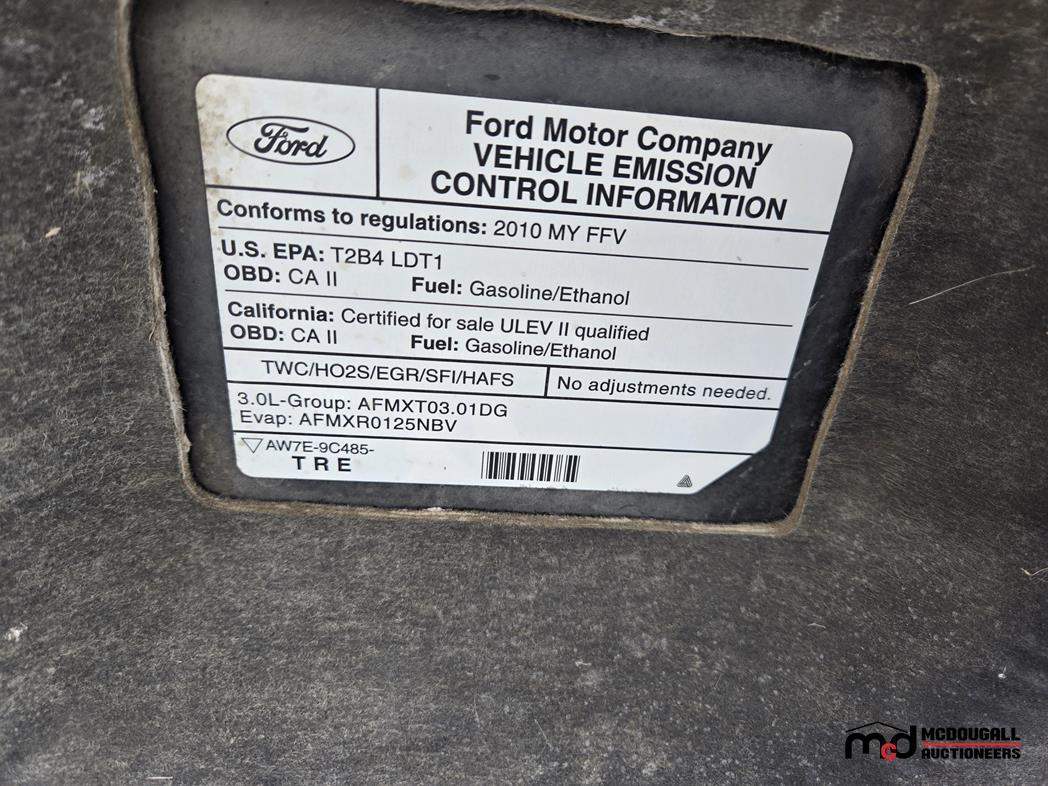 Ford
Ford Motor Company
VEHICLE EMISSION
CONTROL INFORMATION
Conforms to regulations: 2010 MY FFV
U.S. EPA: T2B4 LDT1
OBD: CA II Fuel: Gasoline/Ethanol
California: Certified for sale ULEV II qualified
OBD: CA II Fuel: Gasoline/Ethanol
TWC/HO2S/EGR/SFI/HAFS No adjustments needed.
3.0L-Group: AFMXT03.01DG
Evap: AFMXR0125NBV
AW7E-9C485-
TRE
mcd MCDOUGALL
AUCTIONEERS